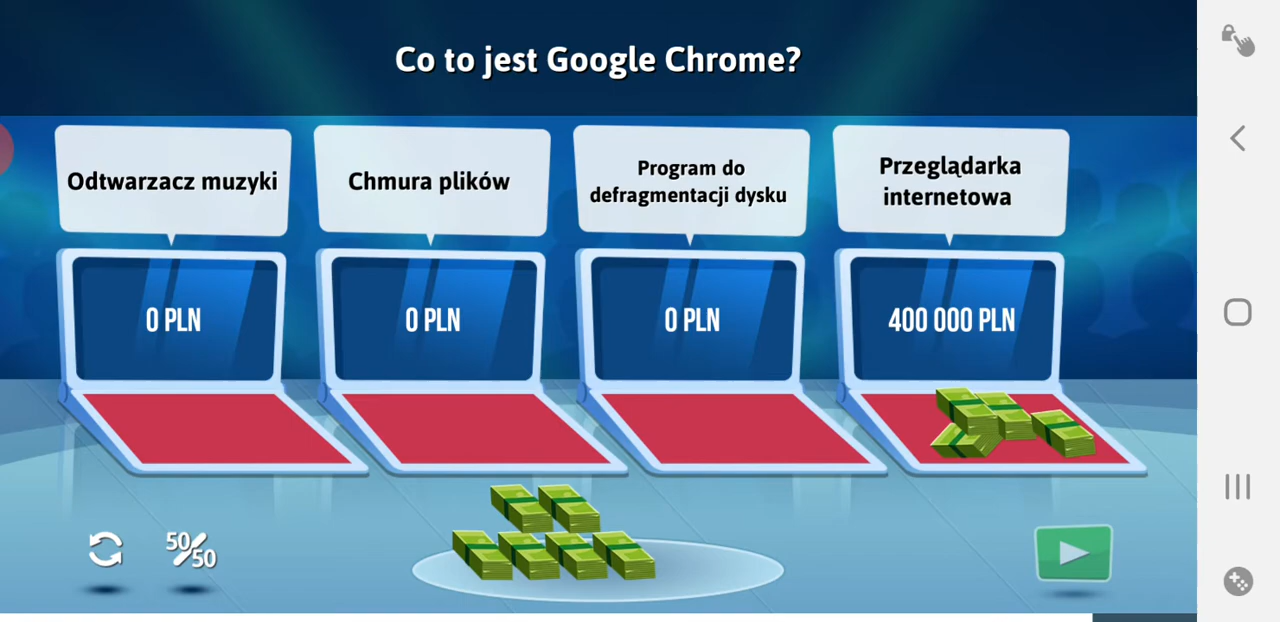 Co to jest Google Chrome?
Odtwarzacz muzyki
Chmura plików
Program do
defragmentacji dysku
Przeglądarka
internetowa
0 PLN
0 PLN
0 PLN
400 000 PLN
50/50